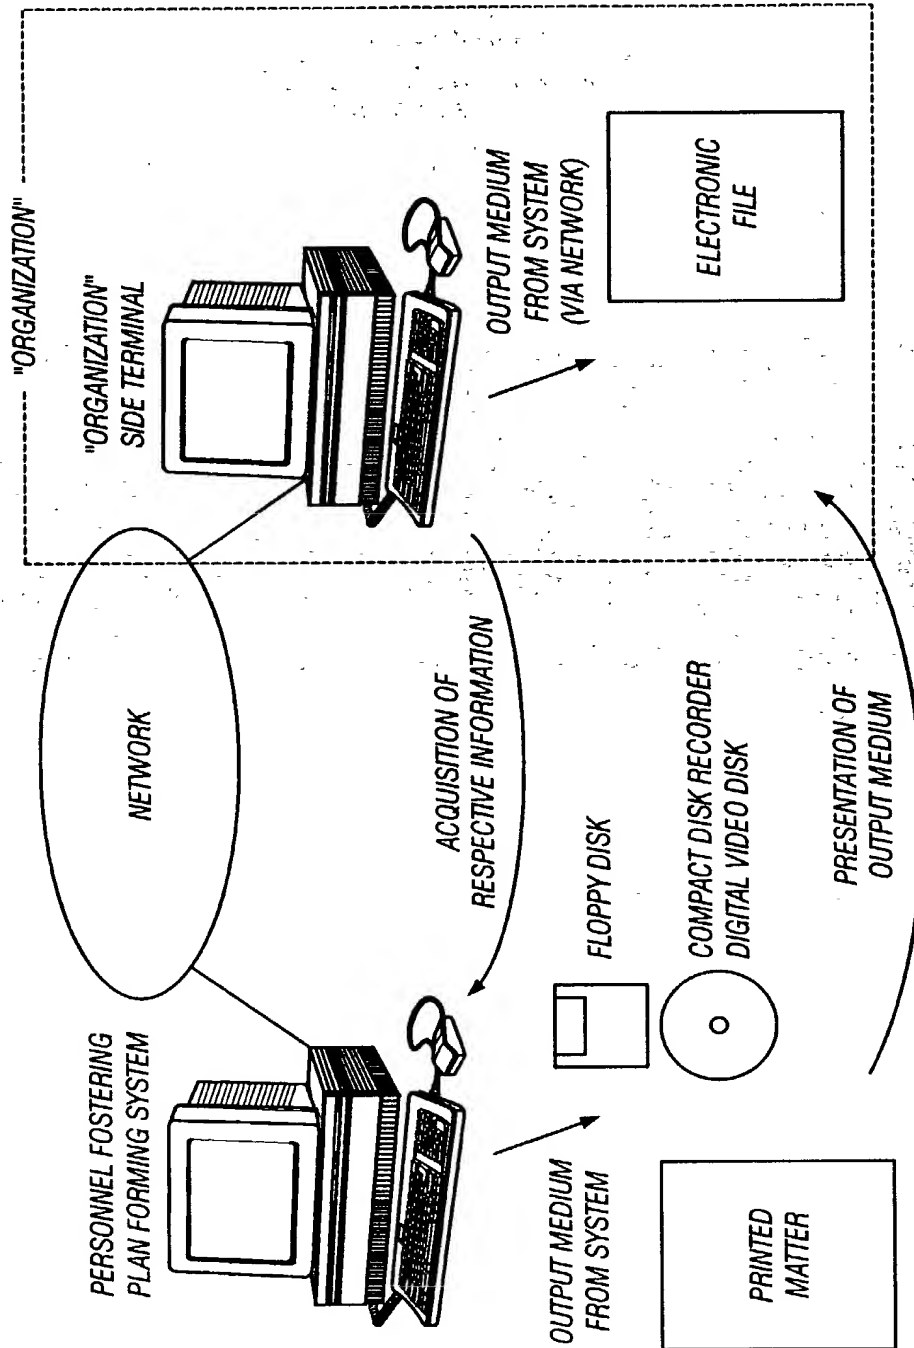 "ORGANIZATION"
"ORGANIZATION"
SIDE TERMINAL
NETWORK
PERSONNEL FOSTERING
PLAN FORMING SYSTEM
ACQUISITION OF
RESPECTIVE INFORMATION
OUTPUT MEDIUM
FROM SYSTEM
(VIA NETWORK)
ELECTRONIC
FILE
OUTPUT MEDIUM
FROM SYSTEM
FLOPPY DISK
COMPACT DISK RECORDER
DIGITAL VIDEO DISK
PRINTED
MATTER
PRESENTATION OF
OUTPUT MEDIUM